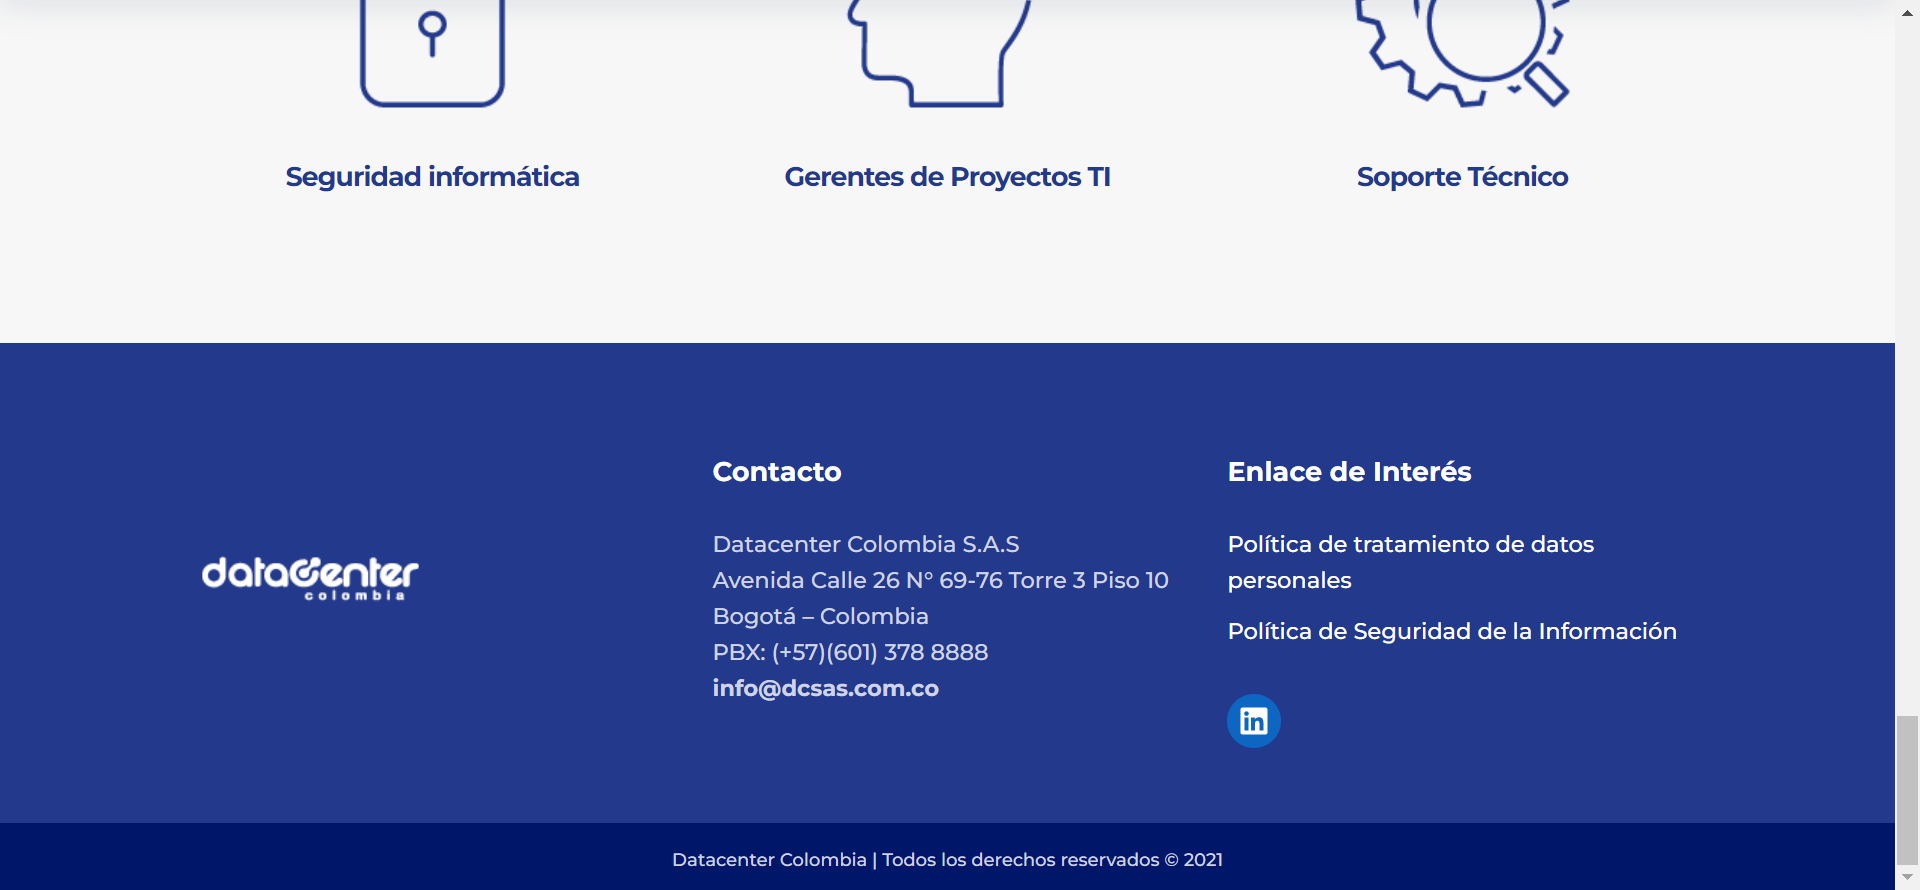 Seguridad informática
Gerentes de Proyectos TI
Soporte Técnico
dataCenter
colombia
Contacto
Datacenter Colombia S.A.S
Avenida Calle 26 N° 69-76 Torre 3 Piso 10
Bogotá – Colombia
PBX: (+57)(601) 378 8888
info@dcsas.com.co
Enlace de Interés
Política de tratamiento de datos
personales
Política de Seguridad de la Información
in
Datacenter Colombia | Todos los derechos reservados © 2021